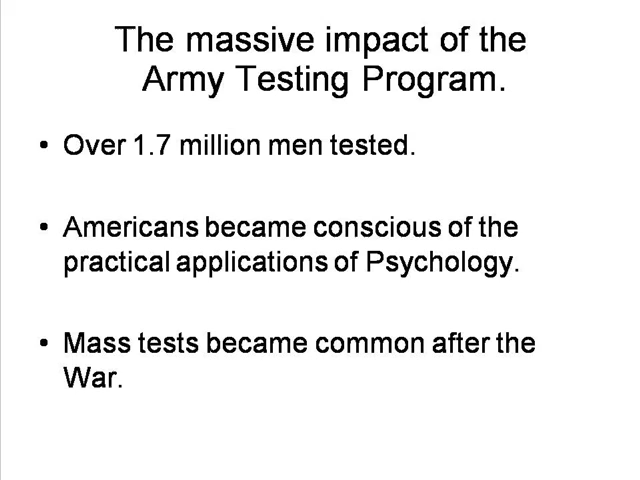 The massive impact of the
Army Testing Program.
• Over 1.7 million men tested.
• Americans became conscious of the
practical applications of Psychology.
• Mass tests became common after the
War.